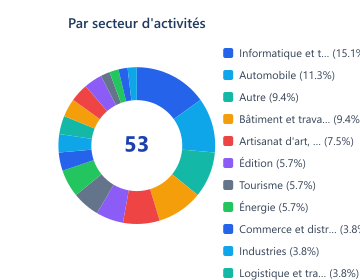 Par secteur d'activités
53
Informatique et t... (15.1%
Automobile (11.3%)
Autre (9.4%)
Bâtiment et trava... (9.4%
Artisanat d'art, ... (7.5%)
Édition (5.7%)
Tourisme (5.7%)
Énergie (5.7%)
Commerce et distr... (3.8%
Industries (3.8%)
Logistique et tra... (3.8%